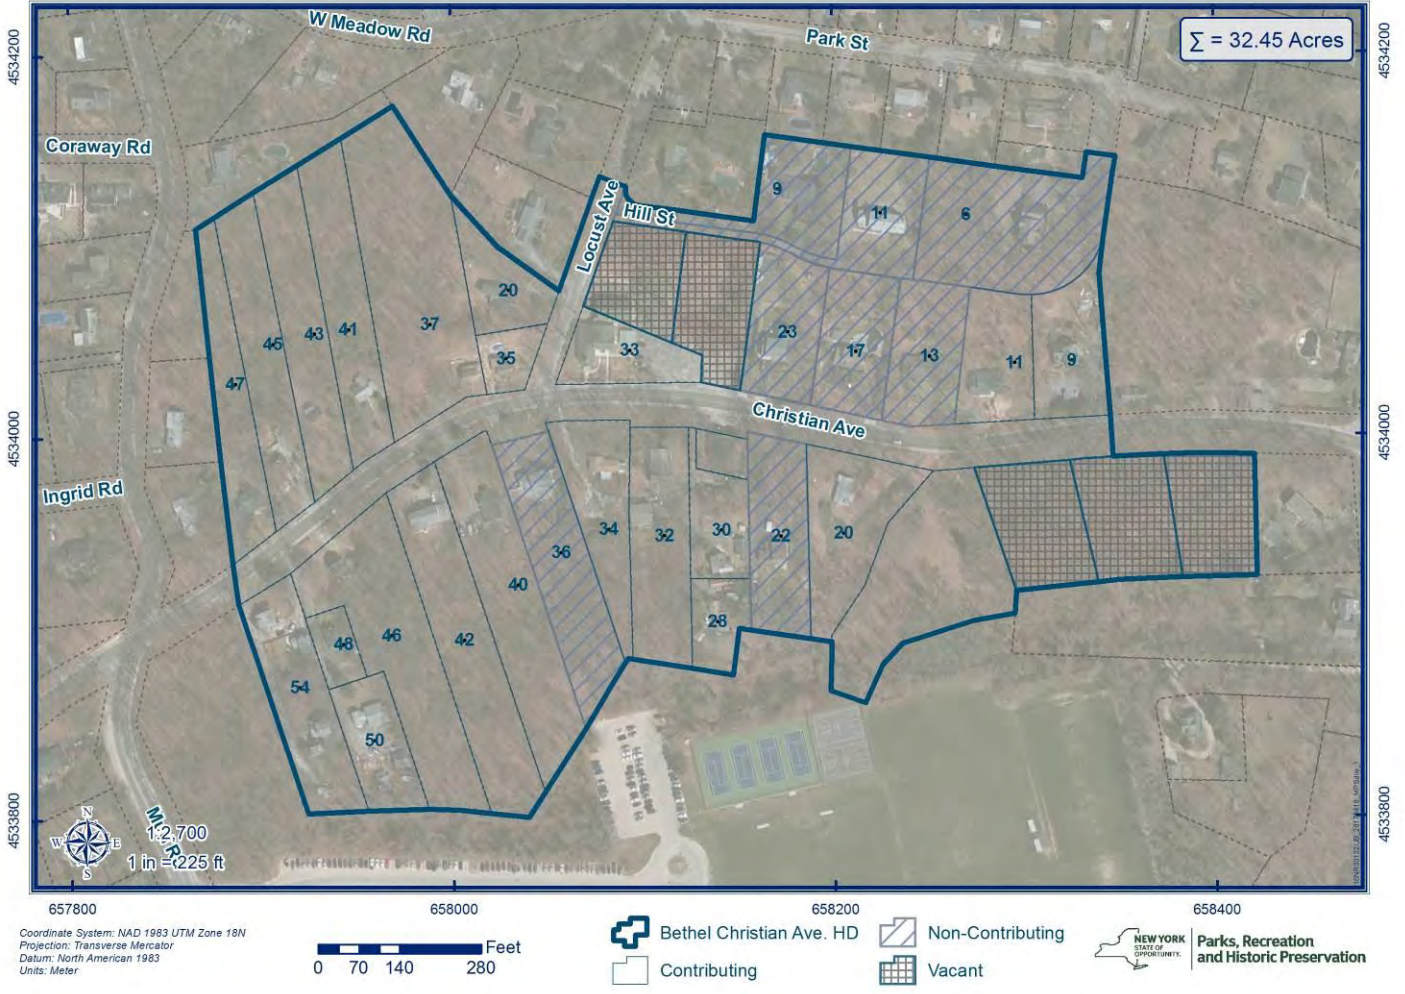 W Meadow Rd
Park St
∑ = 32.45 Acres
4534200
4534200
Coraway Rd
Locust Ave
Hill St
9
11
6
20
45
43
41
37
35
33
23
17
13
11
9
47
Christian Ave
4534000
4534000
Ingrid Rd
36
34
32
30
22
20
40
28
48
46
42
54
50
4533800
4533800
N
W
E
S
1:2,700
1 in = 225 ft
657800
658000
658200
658400
Coordinate System: NAD 1983 UTM Zone 18N
Projection: Transverse Mercator
Datum: North American 1983
Units: Meter
Feet
0 70 140 280
Bethel Christian Ave. HD
Contributing
Non-Contributing
Vacant
NEW YORK
STATE OF
OPPORTUNITY.
Parks, Recreation
and Historic Preservation